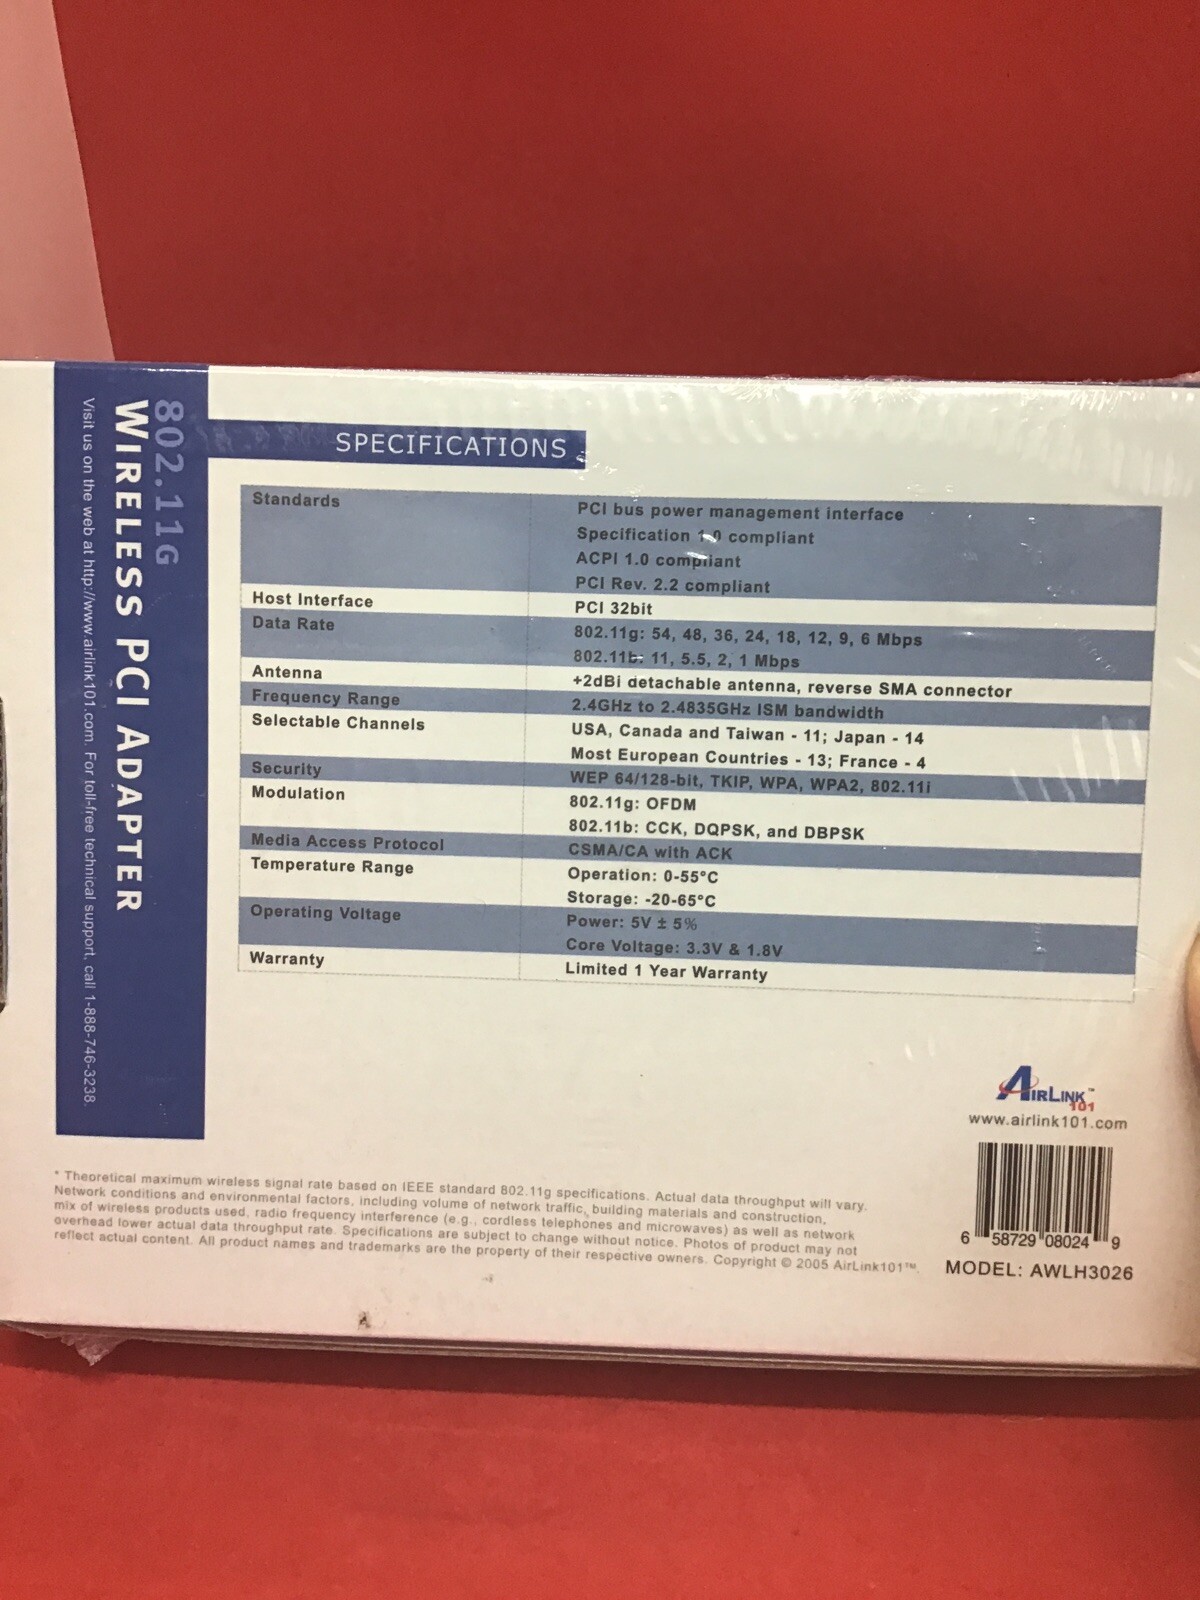 802.11G
WIRELESS PCI ADAPTER
Visit us on the web at http://www.airlink101.com. For toll-free technical support, call 1-888-746-3238.
SPECIFICATIONS
Standards PCI bus power management interface
Specification 1.0 compliant
ACPI 1.0 compliant
PCI Rev. 2.2 compliant
Host Interface PCI 32bit
Data Rate 802.11g: 54, 48, 36, 24, 18, 12, 9, 6 Mbps
802.11b: 11, 5.5, 2, 1 Mbps
Antenna +2dBi detachable antenna, reverse SMA connector
Frequency Range 2.4GHz to 2.4835GHz ISM bandwidth
Selectable Channels USA, Canada and Taiwan - 11; Japan - 14
Most European Countries - 13; France - 4
Security WEP 64/128-bit, TKIP, WPA, WPA2, 802.11i
Modulation 802.11g: OFDM
802.11b: CCK, DQPSK, and DBPSK
Media Access Protocol CSMA/CA with ACK
Temperature Range Operation: 0-55°C
Storage: -20-65°C
Operating Voltage Power: 5V ± 5%
Core Voltage: 3.3V & 1.8V
Warranty Limited 1 Year Warranty
AIRLINK™
101
www.airlink101.com
* Theoretical maximum wireless signal rate based on IEEE standard 802.11g specifications. Actual data throughput will vary.
Network conditions and environmental factors, including volume of network traffic, building materials and construction,
mix of wireless products used, radio frequency interference (e.g., cordless telephones and microwaves) as well as network
overhead lower actual data throughput rate. Specifications are subject to change without notice. Photos of product may not
reflect actual content. All product names and trademarks are the property of their respective owners. Copyright © 2005 AirLink101™.
6 58729 08024 9
MODEL: AWLH3026